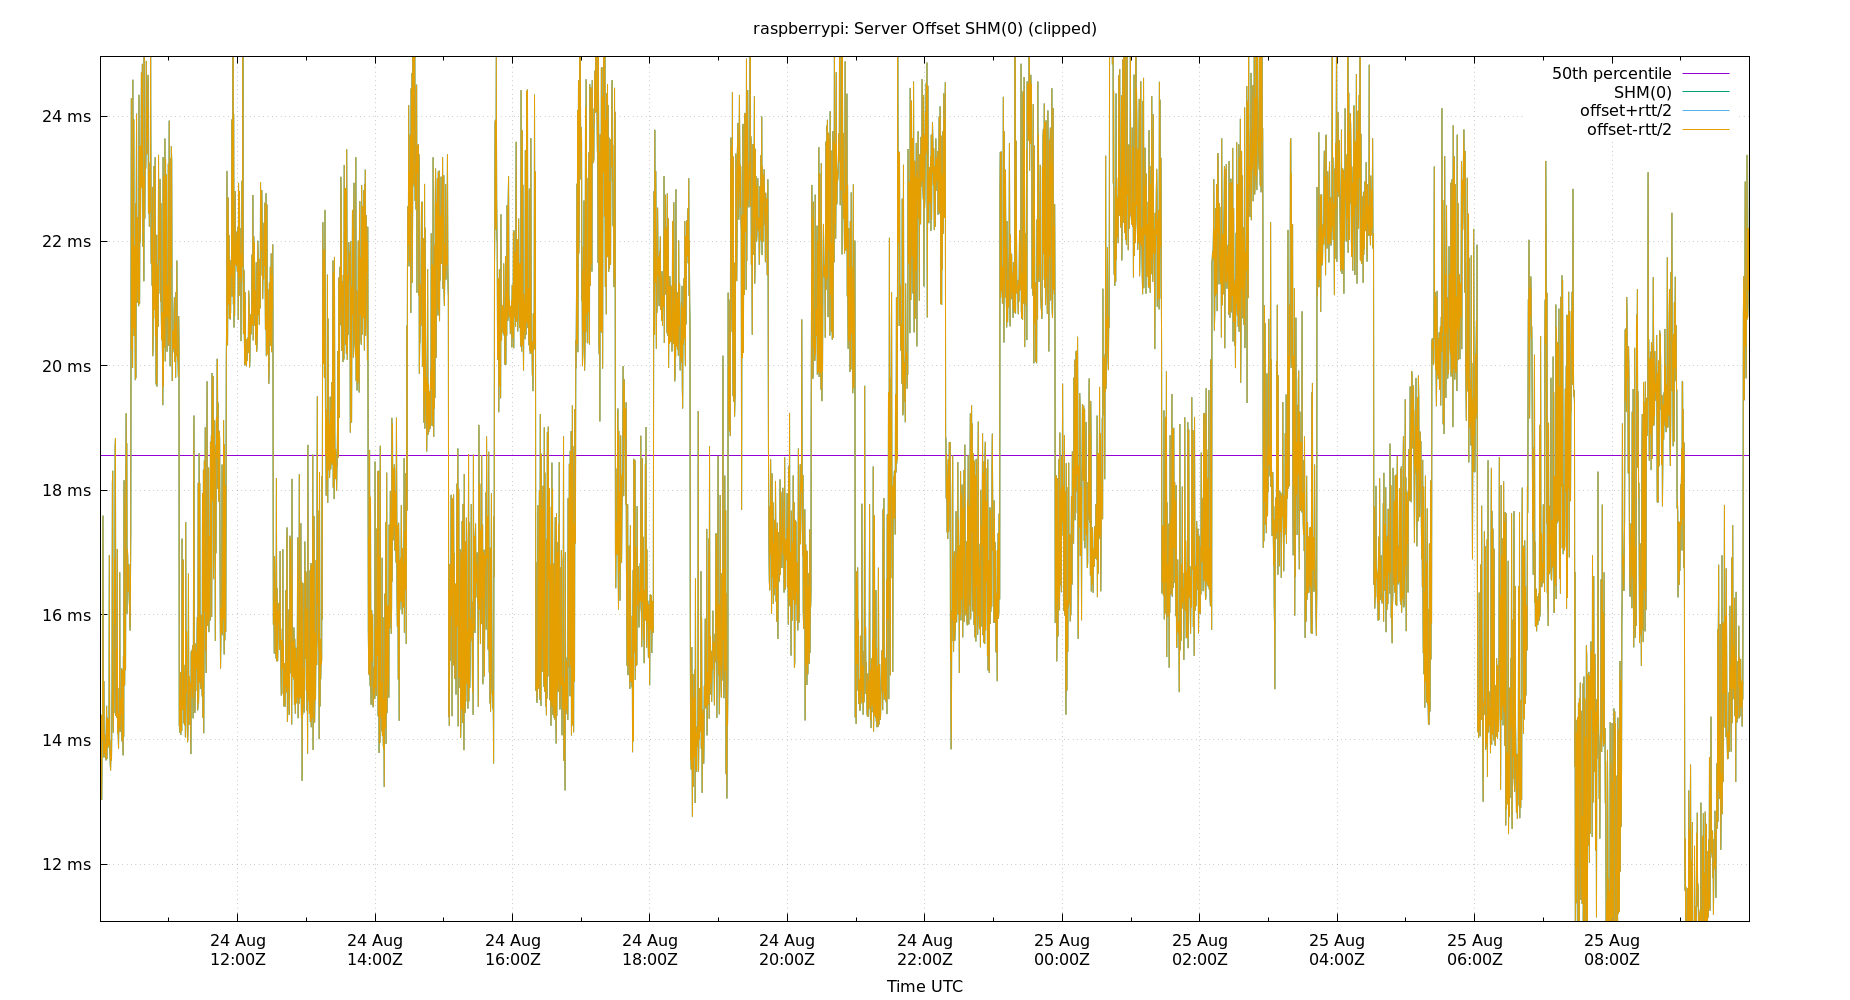 raspberrypi: Server Offset SHM(0) (clipped)
50th percentile
SHM(0)
offset+rtt/2
offset-rtt/2
24 ms
22 ms
20 ms
18 ms
16 ms
14 ms
12 ms
24 Aug 24 Aug 24 Aug 24 Aug 24 Aug 24 Aug 25 Aug 25 Aug 25 Aug 25 Aug 25 Aug
12:00Z 14:00Z 16:00Z 18:00Z 20:00Z 22:00Z 00:00Z 02:00Z 04:00Z 06:00Z 08:00Z
Time UTC